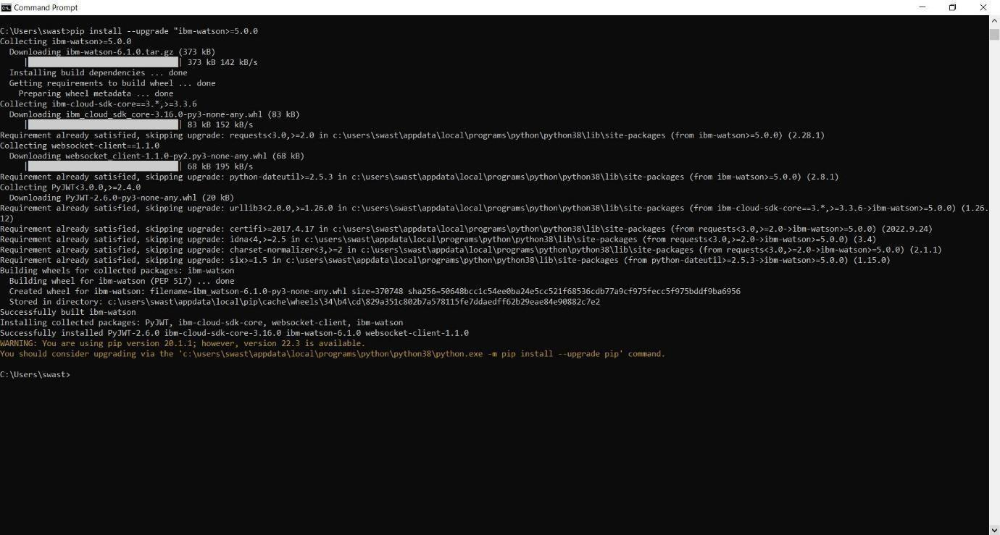 Command Prompt
C:\Users\swast>pip install --upgrade "ibm-watson>=5.0.0
Collecting ibm-watson>=5.0.0
  Downloading ibm-watson-6.1.0.tar.gz (373 kB)
     |████████████████████████████████| 373 kB 142 kB/s
  Installing build dependencies ... done
  Getting requirements to build wheel ... done
    Preparing wheel metadata ... done
Collecting ibm-cloud-sdk-core==3.*,>=3.3.6
  Downloading ibm_cloud_sdk_core-3.16.0-py3-none-any.whl (83 kB)
     |████████████████████████████████| 83 kB 152 kB/s
Requirement already satisfied, skipping upgrade: requests<3.0,>=2.0 in c:\users\swast\appdata\local\programs\python\python38\lib\site-packages (from ibm-watson>=5.0.0) (2.28.1)
Collecting websocket-client==1.1.0
  Downloading websocket_client-1.1.0-py2.py3-none-any.whl (68 kB)
     |████████████████████████████████| 68 kB 195 kB/s
Requirement already satisfied, skipping upgrade: python-dateutil>=2.5.3 in c:\users\swast\appdata\local\programs\python\python38\lib\site-packages (from ibm-watson>=5.0.0) (2.8.1)
Collecting PyJWT<3.0.0,>=2.4.0
  Downloading PyJWT-2.6.0-py3-none-any.whl (20 kB)
Requirement already satisfied, skipping upgrade: urllib3<2.0.0,>=1.26.0 in c:\users\swast\appdata\local\programs\python\python38\lib\site-packages (from ibm-cloud-sdk-core==3.*,>=3.3.6->ibm-watson>=5.0.0) (1.26.
12)
Requirement already satisfied, skipping upgrade: certifi>=2017.4.17 in c:\users\swast\appdata\local\programs\python\python38\lib\site-packages (from requests<3.0,>=2.0->ibm-watson>=5.0.0) (2022.9.24)
Requirement already satisfied, skipping upgrade: idna<4,>=2.5 in c:\users\swast\appdata\local\programs\python\python38\lib\site-packages (from requests<3.0,>=2.0->ibm-watson>=5.0.0) (3.4)
Requirement already satisfied, skipping upgrade: charset-normalizer<3,>=2 in c:\users\swast\appdata\local\programs\python\python38\lib\site-packages (from requests<3.0,>=2.0->ibm-watson>=5.0.0) (2.1.1)
Requirement already satisfied, skipping upgrade: six>=1.5 in c:\users\swast\appdata\local\programs\python\python38\lib\site-packages (from python-dateutil>=2.5.3->ibm-watson>=5.0.0) (1.15.0)
Building wheels for collected packages: ibm-watson
  Building wheel for ibm-watson (PEP 517) ... done
  Created wheel for ibm-watson: filename=ibm_watson-6.1.0-py3-none-any.whl size=370748 sha256=50648bcc1c54ee0ba24e5cc521f68536cdb77a9cf975fecc5f975bddf9ba6956
  Stored in directory: c:\users\swast\appdata\local\pip\cache\wheels\34\b4\cd\829a351c802b7a578115fe7ddaedff62b29eae84e90882c7e2
Successfully built ibm-watson
Installing collected packages: PyJWT, ibm-cloud-sdk-core, websocket-client, ibm-watson
Successfully installed PyJWT-2.6.0 ibm-cloud-sdk-core-3.16.0 ibm-watson-6.1.0 websocket-client-1.1.0
WARNING: You are using pip version 20.1.1; however, version 22.3 is available.
You should consider upgrading via the 'c:\users\swast\appdata\local\programs\python\python38\python.exe -m pip install --upgrade pip' command.
C:\Users\swast>